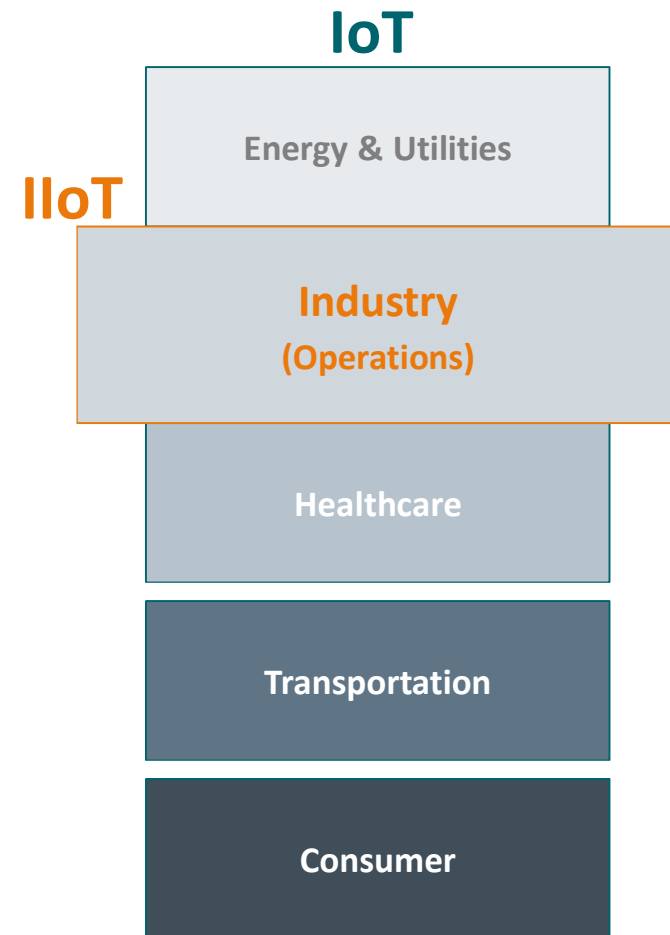 IoT
Energy & Utilities
IIoT
Industry
(Operations)
Healthcare
Transportation
Consumer